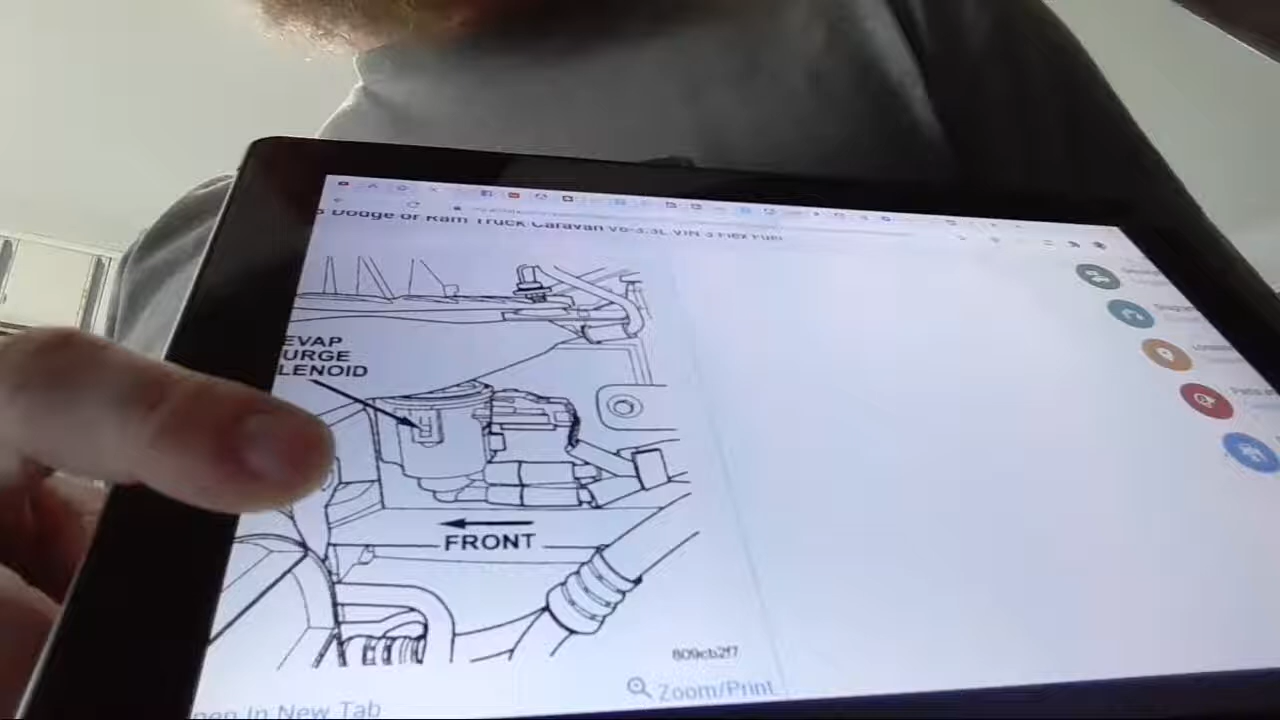 Dodge or Ram Truck Caravan V6-3.3L VIN 3 Flex Fuel
EVAP
URGE
LENOID
FRONT
809cb2f7
Zoom/Print
pen In New Tab